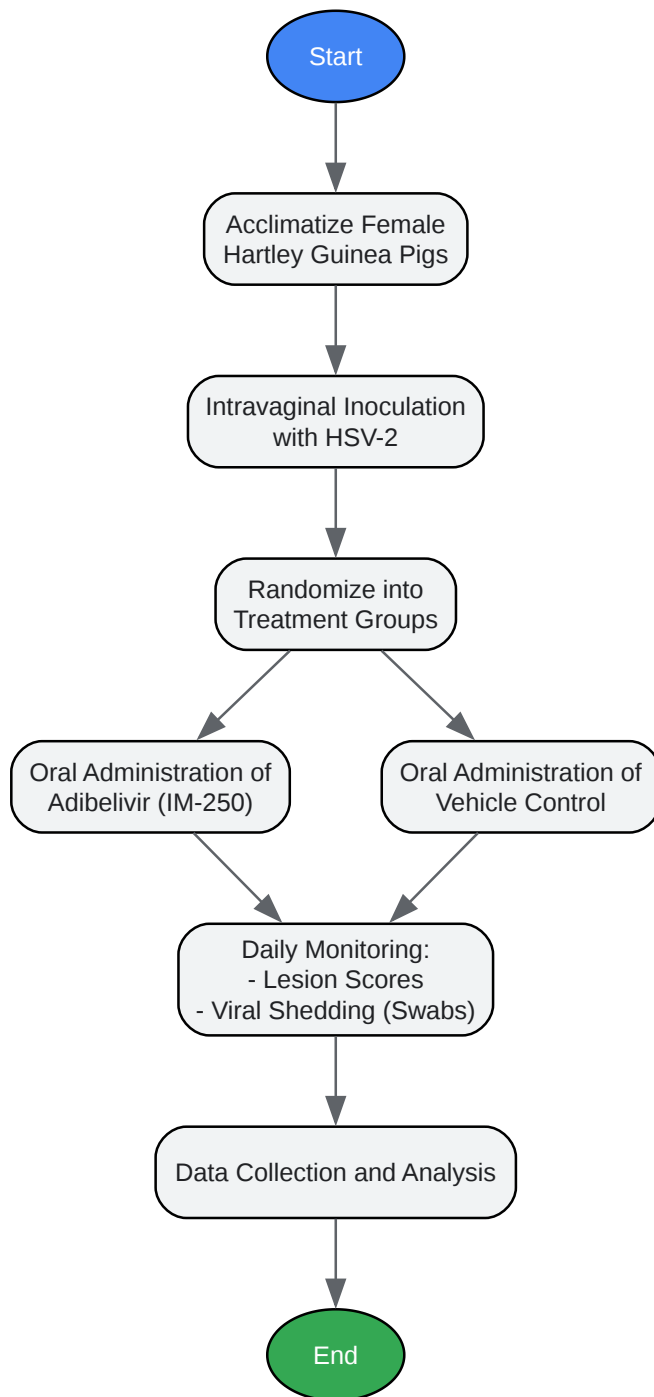 Start
Acclimatize Female
Hartley Guinea Pigs
Intravaginal Inoculation
with HSV-2
Randomize into
Treatment Groups
Oral Administration of
Adibelivir (IM-250)
Oral Administration of
Vehicle Control
Daily Monitoring:
- Lesion Scores
- Viral Shedding (Swabs)
Data Collection and Analysis
End